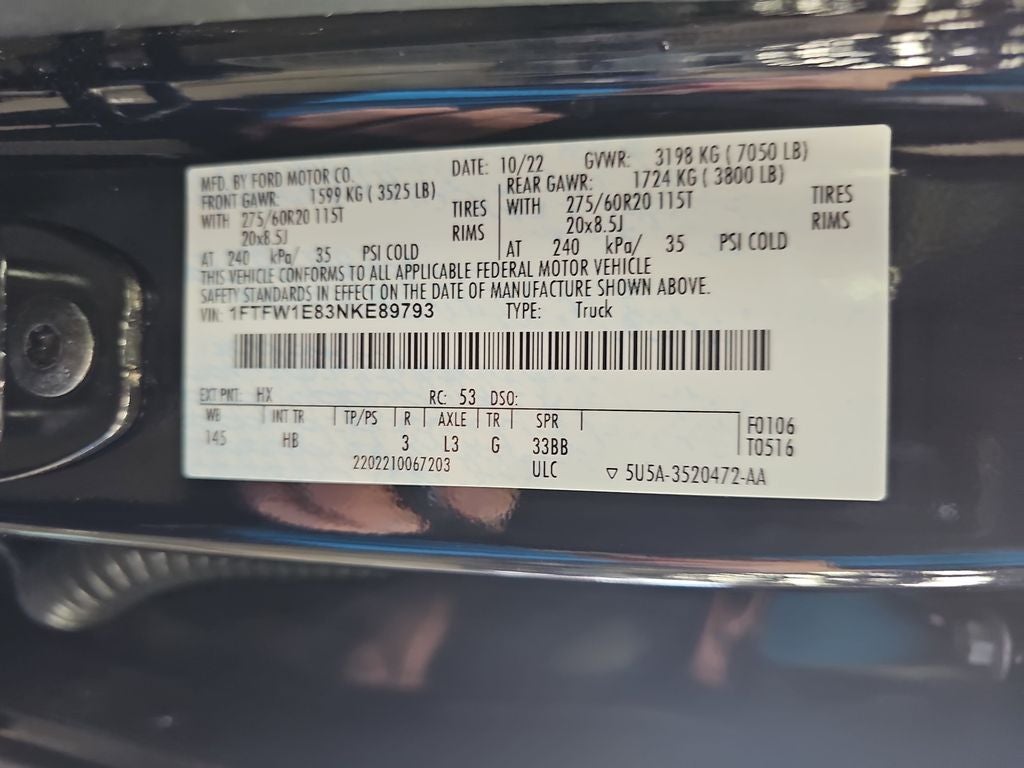 MFD. BY FORD MOTOR CO. DATE: 10/22 GVWR: 3198 KG ( 7050 LB)
FRONT GAWR: 1599 KG ( 3525 LB) REAR GAWR: 1724 KG ( 3800 LB)
WITH 275/60R20 115T TIRES WITH 275/60R20 115T TIRES
20x8.5J RIMS 20x8.5J RIMS
AT 240 kPa/ 35 PSI COLD AT 240 kPa/ 35 PSI COLD
THIS VEHICLE CONFORMS TO ALL APPLICABLE FEDERAL MOTOR VEHICLE
SAFETY STANDARDS IN EFFECT ON THE DATE OF MANUFACTURE SHOWN ABOVE.
VIN: 1FTFW1E83NKE89793 TYPE: Truck
EXT PNT: HX RC: 53 DSO:
WB INT TR TP/PS R AXLE TR SPR F0106
145 HB 3 L3 G 33BB T0516
2202210067203 ULC ▽ 5U5A-3520472-AA